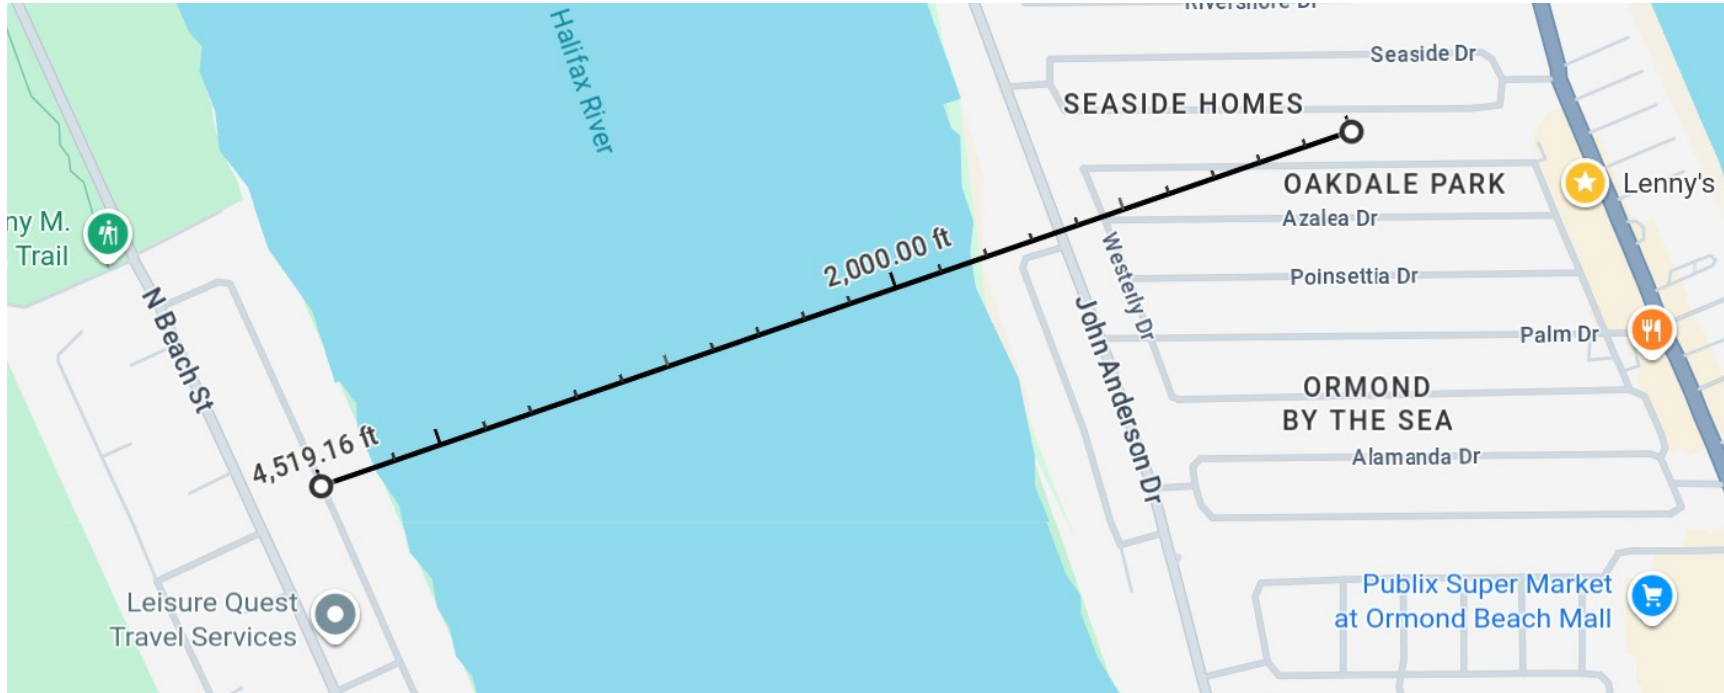 Halifax River
Seaside Dr
SEASIDE HOMES
OAKDALE PARK
Lenny's
Azalea Dr
ny M.
Trail
2,000.00 ft
Westerly Dr
Poinsettia Dr
N Beach St
John Anderson Dr
Palm Dr
ORMOND
BY THE SEA
4,519.16 ft
Alamanda Dr
Leisure Quest
Travel Services
Publix Super Market
at Ormond Beach Mall